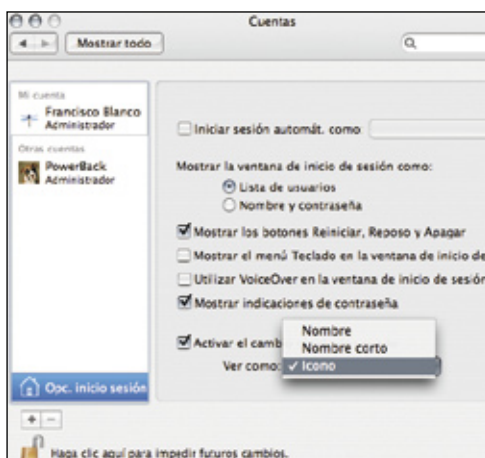 Cuentas
Mostrar todo
Mi cuenta
Francisco Blanco
Administrador
Otras cuentas
PowerBack
Administrador
Opc. inicio sesión
Iniciar sesión automát. como
Mostrar la ventana de inicio de sesión como:
Lista de usuarios
Nombre y contraseña
Mostrar los botones Reiniciar, Reposo y Apagar
Mostrar el menú Teclado en la ventana de inicio de
Utilizar VoiceOver en la ventana de inicio de sesión
Mostrar indicaciones de contraseña
Activar el camb
Nombre
Nombre corto
Ver como: ✓ Icono
Haga clic aquí para impedir futuros cambios.